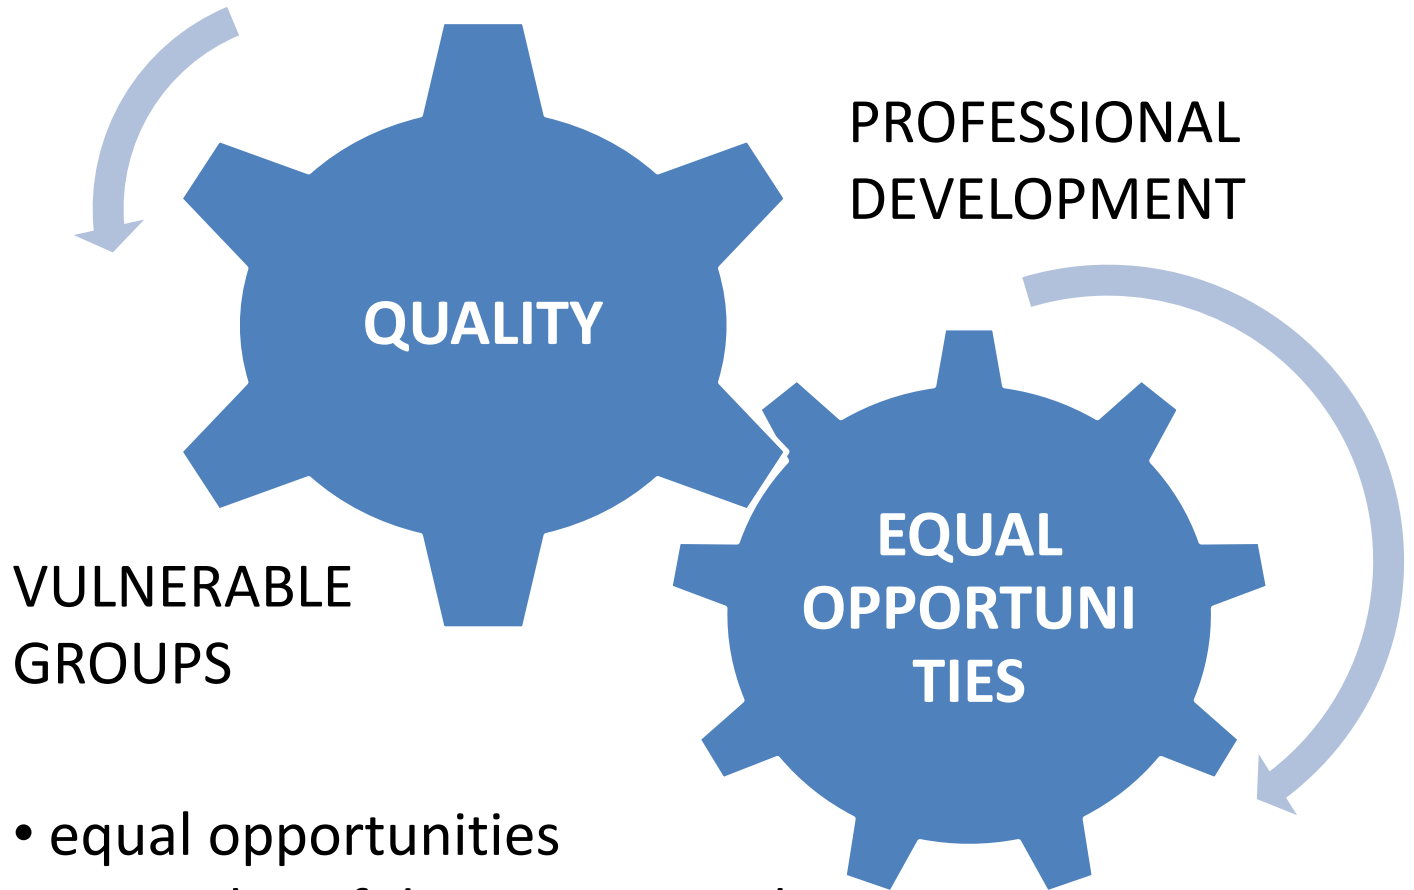 PROFESSIONAL
DEVELOPMENT
QUALITY
EQUAL
OPPORTUNI
TIES
VULNERABLE
GROUPS
• equal opportunities